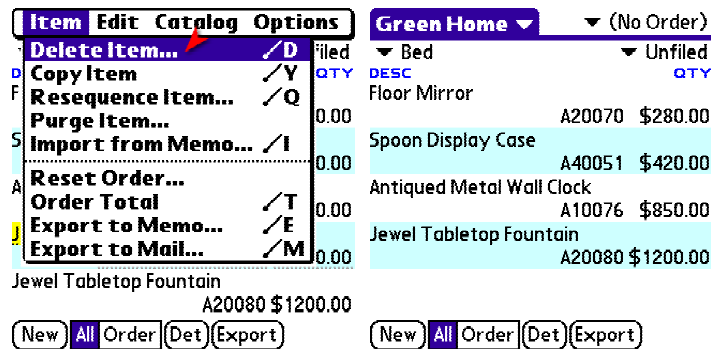 Item Edit Catalog Options
Delete Item... /D
Copy Item /Y
Resequence Item... /Q
Purge Item...
Import from Memo... /I
Reset Order...
Order Total /T
Export to Memo... /E
Export to Mail... /M
filed
D QTY
F
0.00
S
0.00
A
0.00
J
0.00
Jewel Tabletop Fountain
A20080 $1200.00
New All Order Det Export
Green Home (No Order)
Bed Unfiled
DESC QTY
Floor Mirror
A20070 $280.00
Spoon Display Case
A40051 $420.00
Antiqued Metal Wall Clock
A10076 $850.00
Jewel Tabletop Fountain
A20080 $1200.00
New All Order Det Export